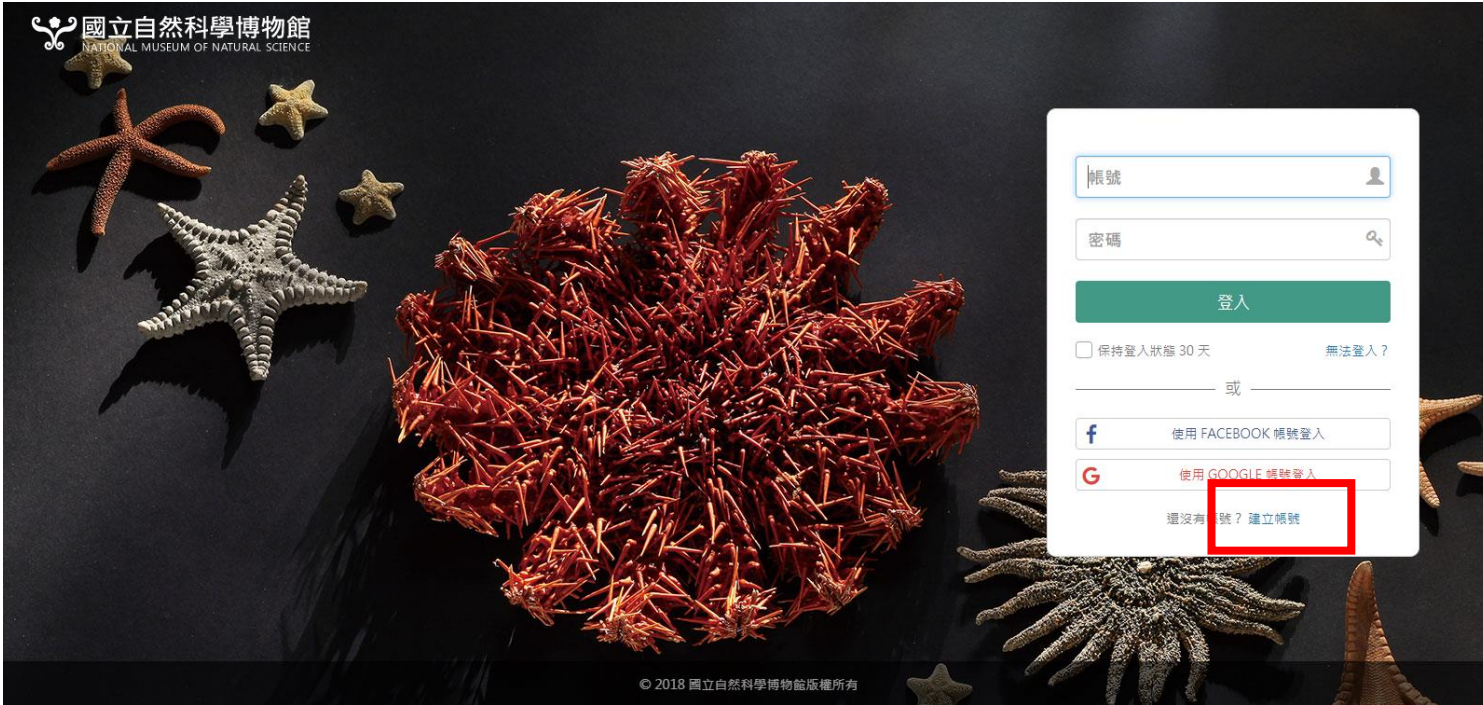 國立自然科學博物館
NATIONAL MUSEUM OF NATURAL SCIENCE
帳號
密碼
登入
保持登入狀態 30 天 無法登入？
或
使用 FACEBOOK 帳號登入
使用 GOOGLE 帳號登入
還沒有帳號？ 建立帳號
© 2018 國立自然科學博物館版權所有